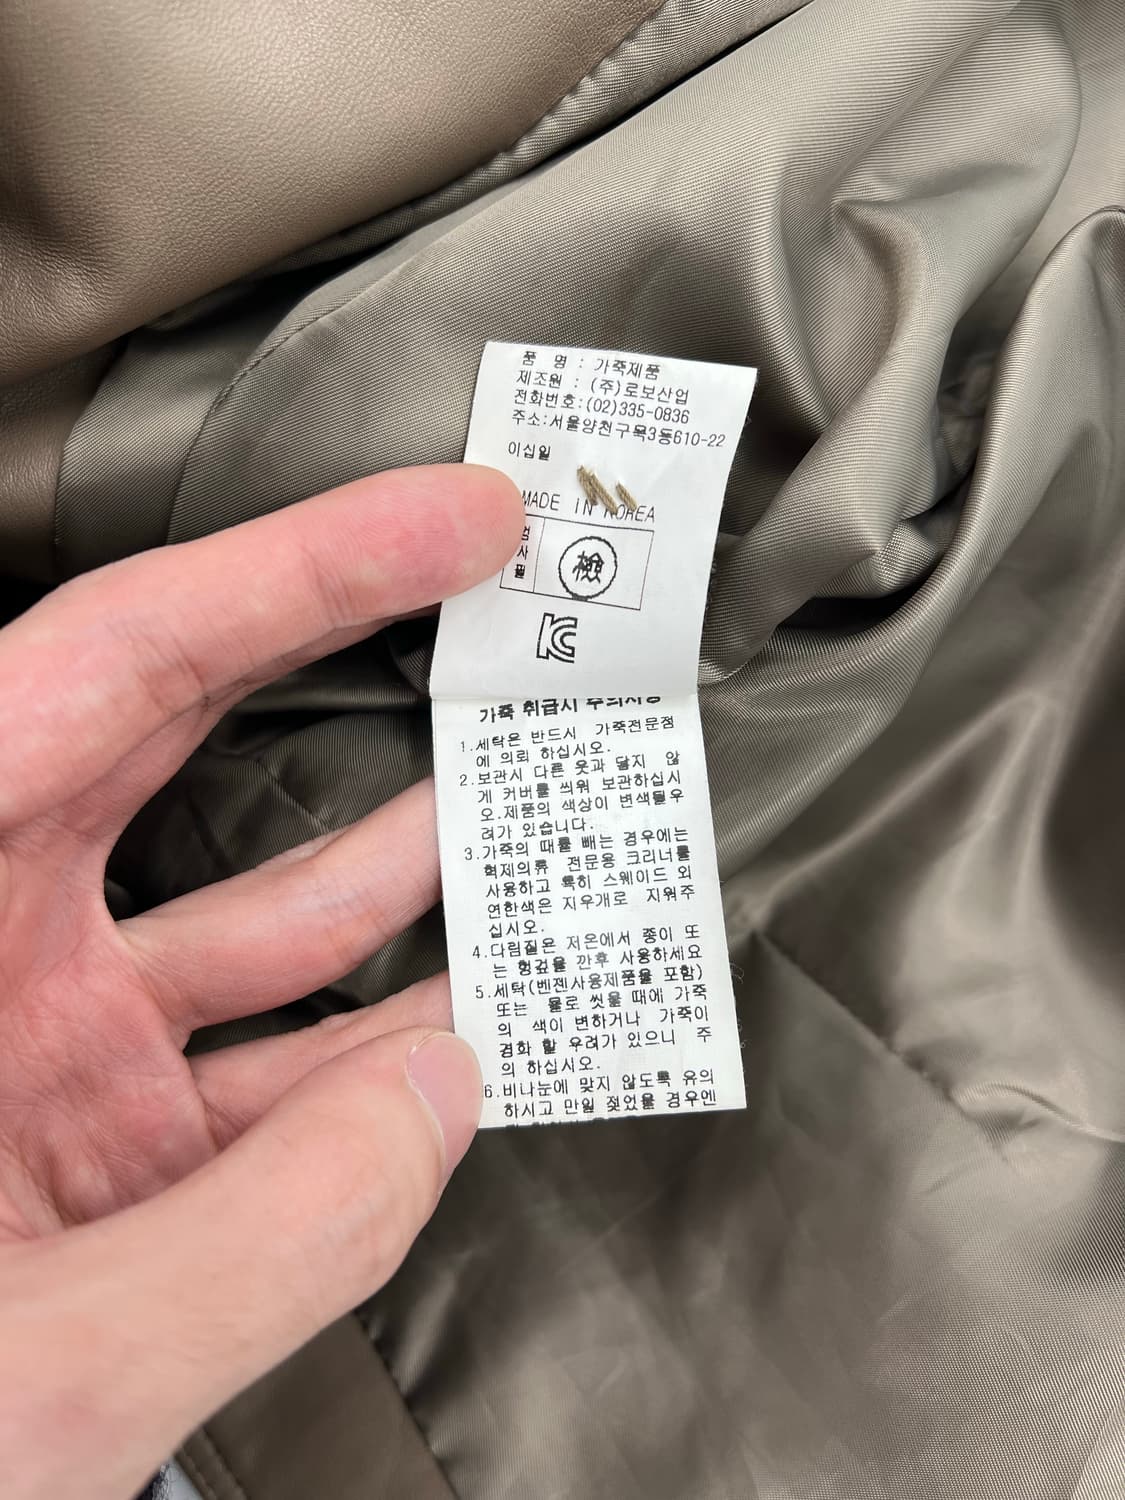 품 명 : 가죽제품
제조원 : (주)로보산업
전화번호:(02)335-0836
주소:서울양천구목3동610-22
이십일
MADE IN KOREA
검사필
檢
KC
가죽 취급시 주의사항
1.세탁은 반드시 가죽전문점
에 의뢰 하십시오.
2.보관시 다른 옷과 닿지 않
게 커버를 씌워 보관하십시
오.제품의 색상이 변색될우
려가 있습니다.
3.가죽의 때를 빼는 경우에는
혁제의류 전문용 크리너를
사용하고 특히 스웨이드 외
연한색은 지우개로 지워주
십시오.
4.다림질은 저온에서 종이 또
는 헝겊을 깐후 사용하세요
5.세탁(벤젠사용제품을 포함)
또는 물로 씻을 때에 가죽
의 색이 변하거나 가죽이
경화 할 우려가 있으니 주
의 하십시오.
6.비나눈에 맞지 않도록 유의
하시고 만일 젖었을 경우엔